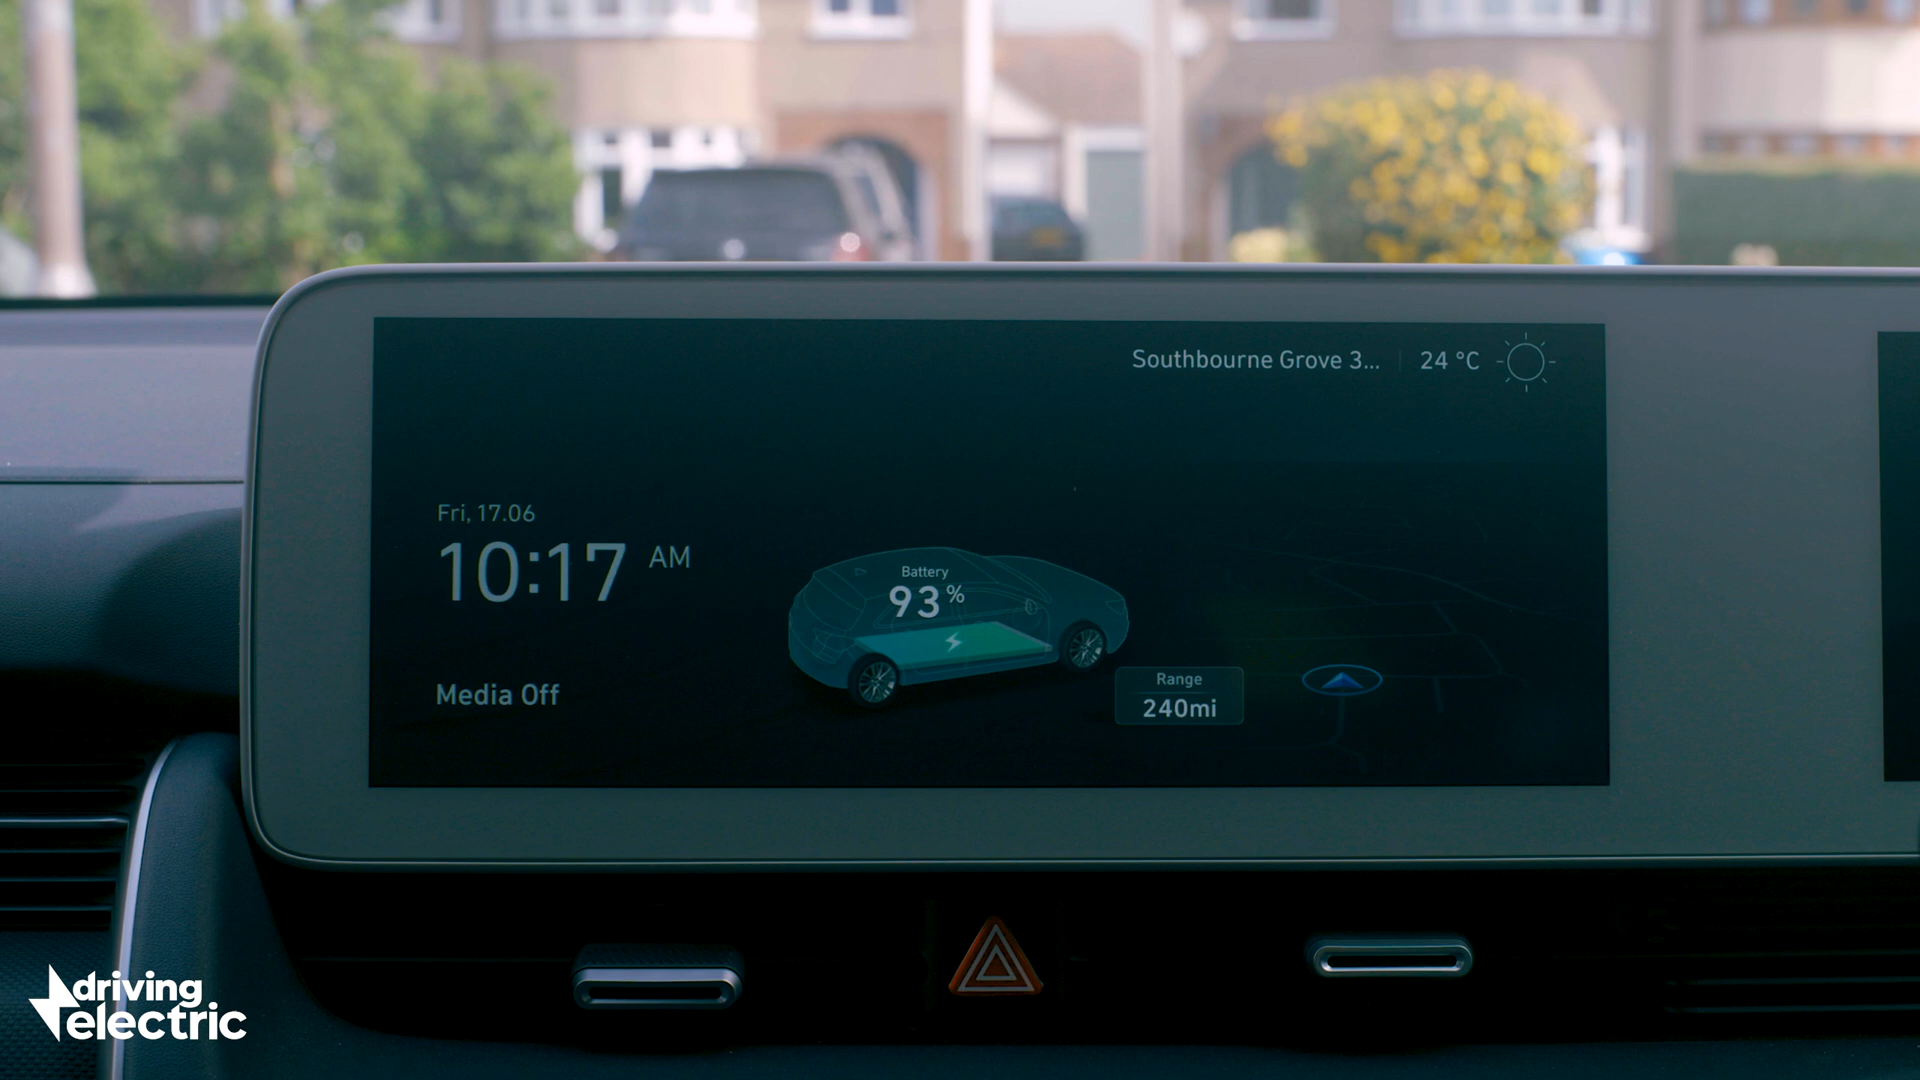 Southbourne Grove 3... 24 °C
Fri, 17.06
10:17 AM
Battery
93%
Range
240mi
Media Off
driving
electric